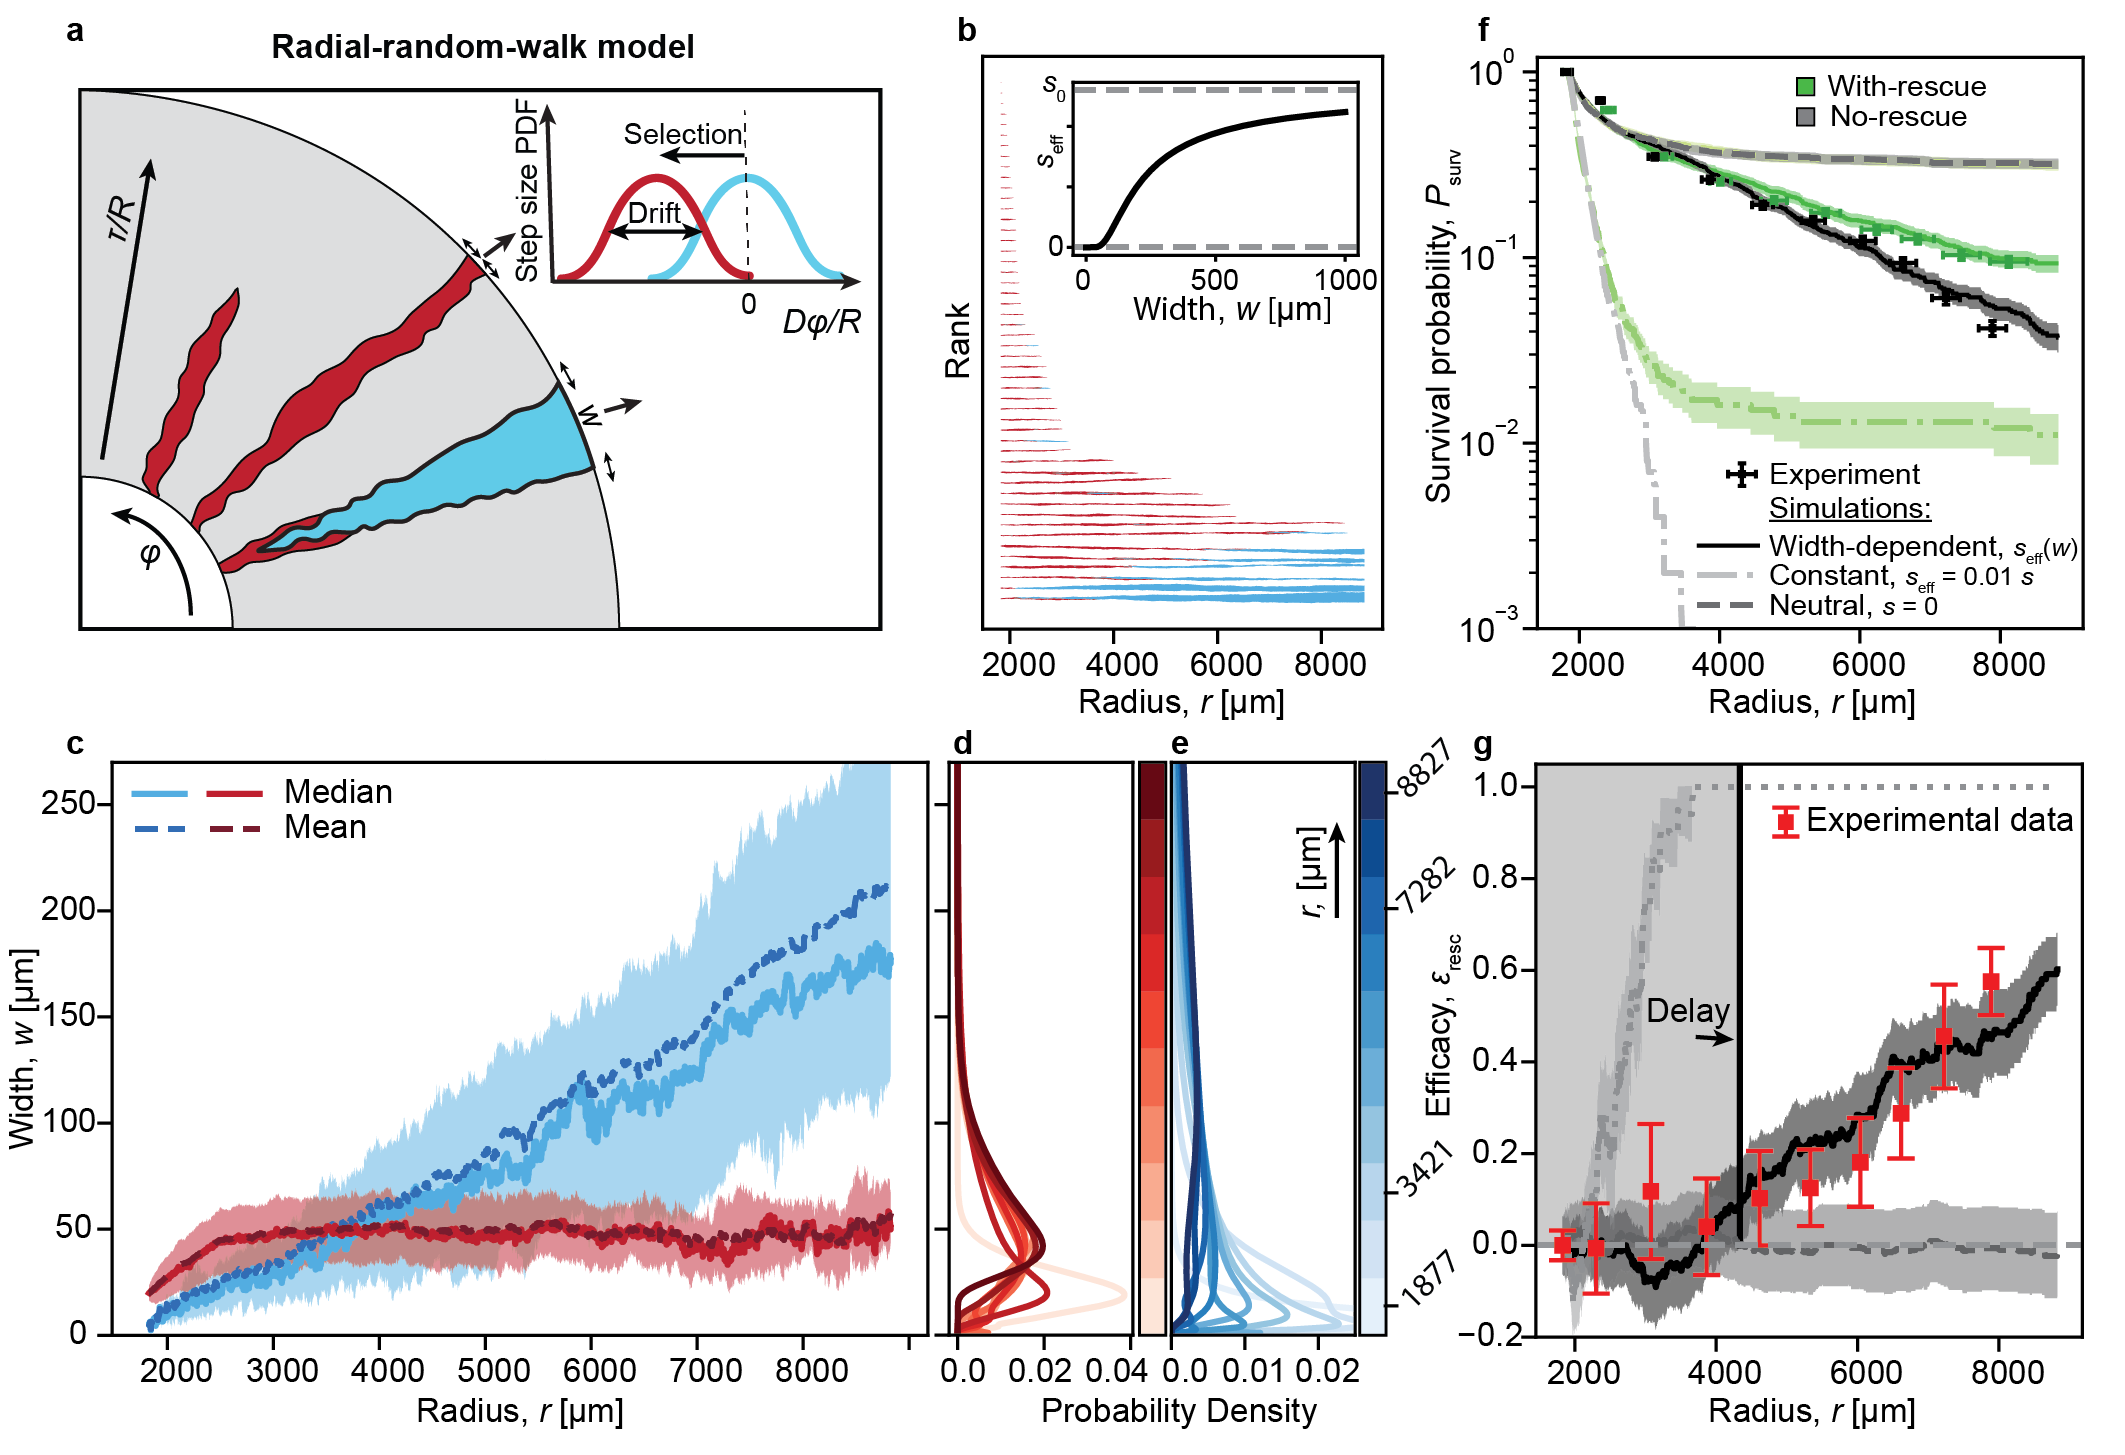 a
Radial-random-walk model
r/R
φ
w
Step size PDF
Selection
Drift
0
Dφ/R
b
Rank
s0
seff
0
0 500 1000
Width, w [µm]
2000 4000 6000 8000
Radius, r [µm]
f
Survival probability, Psurv
10^0
10^−1
10^−2
10^−3
With-rescue
No-rescue
Experiment
Simulations:
Width-dependent, seff(w)
Constant, seff = 0.01 s
Neutral, s = 0
2000 4000 6000 8000
Radius, r [µm]
c
Width, w [µm]
250
200
150
100
50
0
Median
Mean
2000 3000 4000 5000 6000 7000 8000
Radius, r [µm]
d
0.0 0.02 0.04
e
r, [µm]
8827
7282
3421
1877
0.0 0.01 0.02
Probability Density
g
Efficacy, εresc
1.0
0.8
0.6
0.4
0.2
0.0
−0.2
Experimental data
Delay
2000 4000 6000 8000
Radius, r [µm]